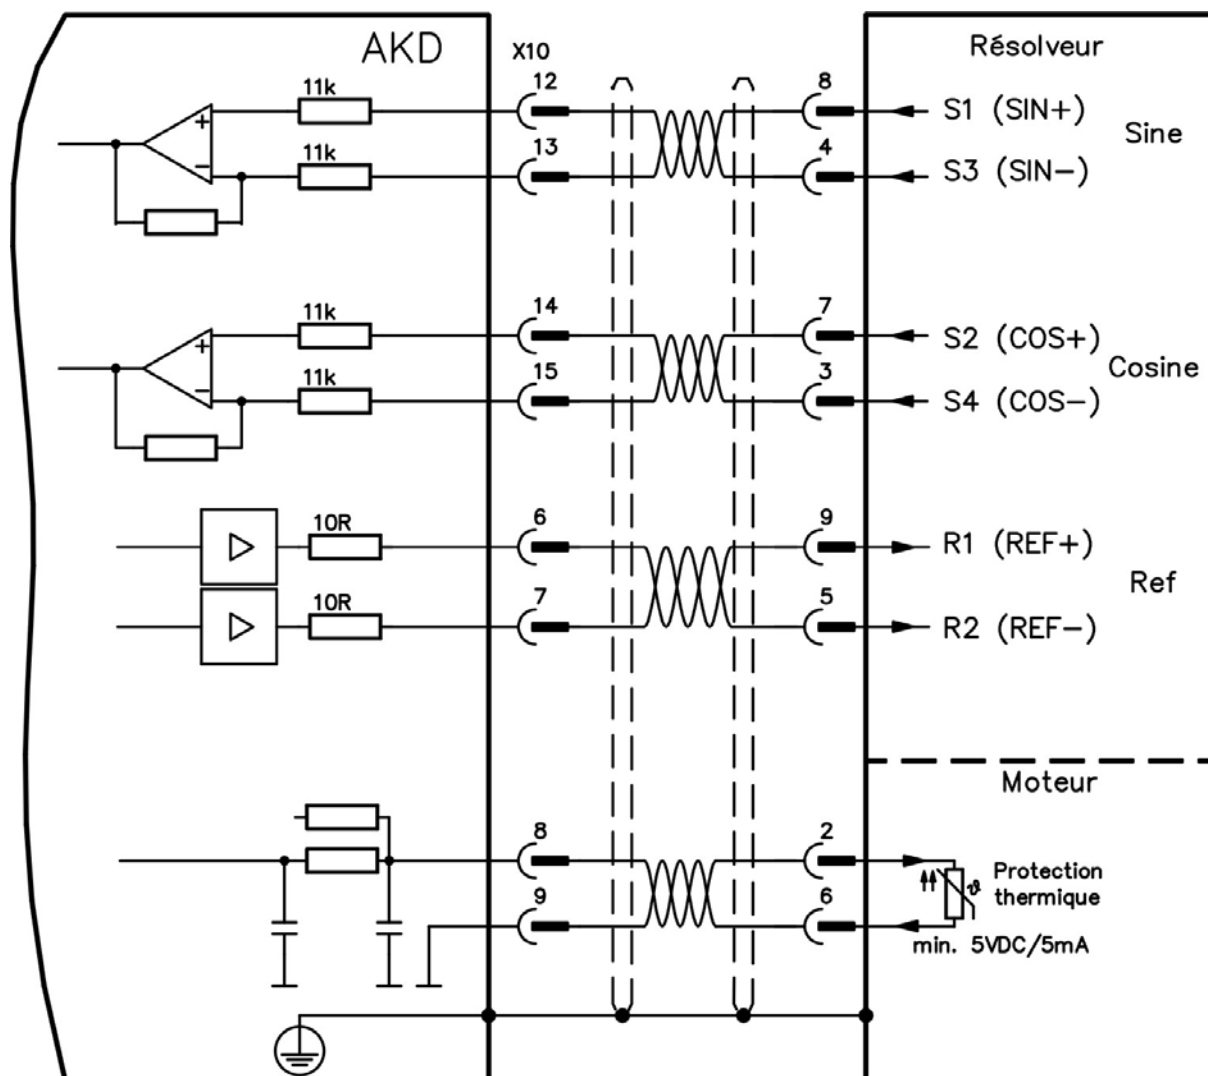 AKD
X10
Résolveur
11k
12
8
S1 (SIN+)
Sine
+
11k
13
4
S3 (SIN−)
−
11k
14
7
S2 (COS+)
Cosine
+
11k
15
3
S4 (COS−)
−
10R
6
9
R1 (REF+)
Ref
10R
7
5
R2 (REF−)
Moteur
8
2
Protection
thermique
ϑ
9
6
min. 5VDC/5mA